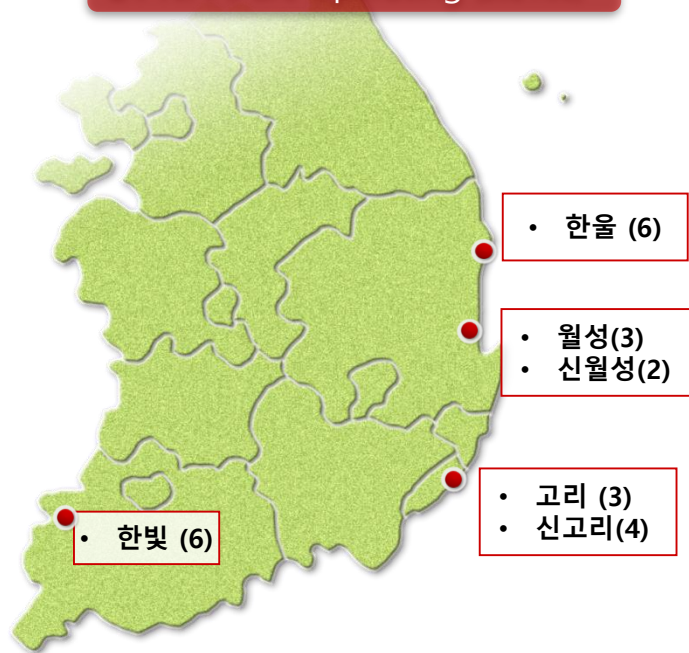 • 한울 (6)
• 월성(3)
• 신월성(2)
• 고리 (3)
• 신고리(4)
• 한빛 (6)